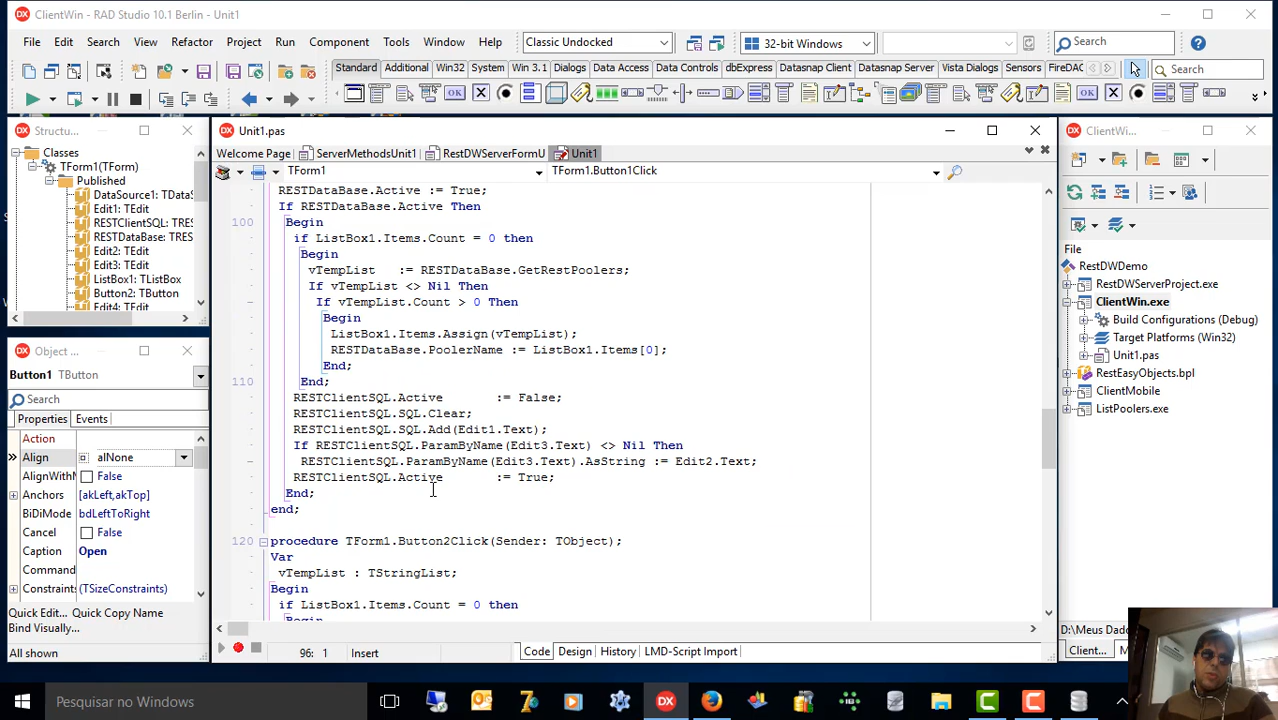 ClientWin - RAD Studio 10.1 Berlin - Unit1
File Edit Search View Refactor Project Run Component Tools Window Help
Classic Undocked
32-bit Windows
Search
Standard Additional Win32 System Win 3.1 Dialogs Data Access Data Controls dbExpress Datasnap Client Datasnap Server Vista Dialogs Sensors FireDAC
Search
Structu...
Classes
TForm1(TForm)
Published
DataSource1: TData
Edit1: TEdit
RESTClientSQL: TRES
RESTDataBase: TRES
Edit2: TEdit
Edit3: TEdit
ListBox1: TListBox
Button2: TButton
Edit4: TEdit
Object ...
Button1 TButton
Properties Events
Action
Align alNone
AlignWithM False
Anchors [akLeft,akTop]
BiDiMode bdLeftToRight
Cancel False
Caption Open
Command
Constraints (TSizeConstraints)
Quick Edit... Quick Copy Name
Bind Visually...
All shown
Unit1.pas
Welcome Page ServerMethodsUnit1 RestDWServerFormU Unit1
TForm1 TForm1.Button1Click
RESTDataBase.Active := True;
If RESTDataBase.Active Then
100 Begin
if ListBox1.Items.Count = 0 then
Begin
vTempList := RESTDataBase.GetRestPoolers;
If vTempList <> Nil Then
If vTempList.Count > 0 Then
Begin
ListBox1.Items.Assign(vTempList);
RESTDataBase.PoolerName := ListBox1.Items[0];
End;
110 End;
RESTClientSQL.Active := False;
RESTClientSQL.SQL.Clear;
RESTClientSQL.SQL.Add(Edit1.Text);
If RESTClientSQL.ParamByName(Edit3.Text) <> Nil Then
RESTClientSQL.ParamByName(Edit3.Text).AsString := Edit2.Text;
RESTClientSQL.Active := True;
End;
end;
120 procedure TForm1.Button2Click(Sender: TObject);
Var
vTempList : TStringList;
Begin
if ListBox1.Items.Count = 0 then
Begin
96: 1 Insert Code Design History LMD-Script Import
ClientWin...
File
RestDWDemo
RestDWServerProject.exe
ClientWin.exe
Build Configurations (Debug)
Target Platforms (Win32)
Unit1.pas
RestEasyObjects.bpl
ClientMobile
ListPoolers.exe
D:\Meus Dado
Client...
Pesquisar no Windows